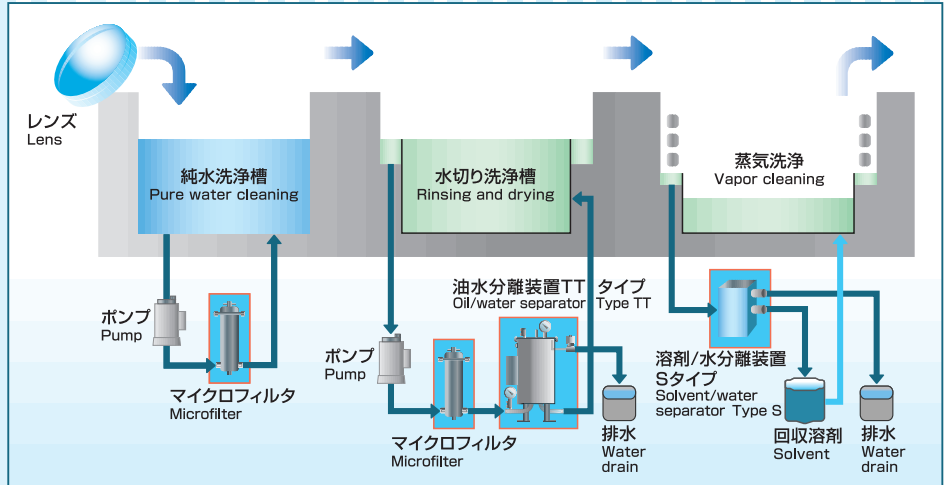 レンズ
Lens
純水洗浄槽
Pure water cleaning
水切り洗浄槽
Rinsing and drying
蒸気洗浄
Vapor cleaning
ポンプ
Pump
マイクロフィルタ
Microfilter
油水分離装置TT タイプ
Oil/water separator Type TT
ポンプ
Pump
マイクロフィルタ
Microfilter
排水
Water
drain
溶剤/水分離装置
Sタイプ
Solvent/water
separator Type S
回収溶剤
Solvent
排水
Water
drain